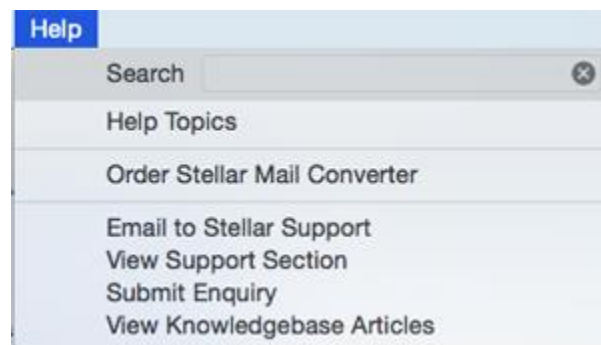 Help
Search
Help Topics
Order Stellar Mail Converter
Email to Stellar Support
View Support Section
Submit Enquiry
View Knowledgebase Articles